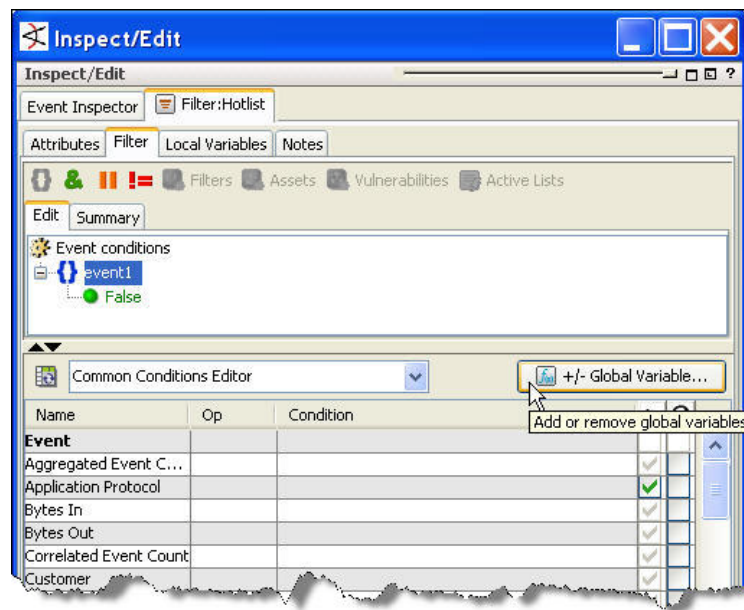 Inspect/Edit
Inspect/Edit ?
Event Inspector Filter:Hotlist
Attributes Filter Local Variables Notes
{} & != Filters Assets Vulnerabilities Active Lists
Edit Summary
Event conditions
{} event1
False
Common Conditions Editor +/- Global Variable...
Add or remove global variables
Name Op Condition
Event
Aggregated Event C...
Application Protocol
Bytes In
Bytes Out
Correlated Event Count
Customer